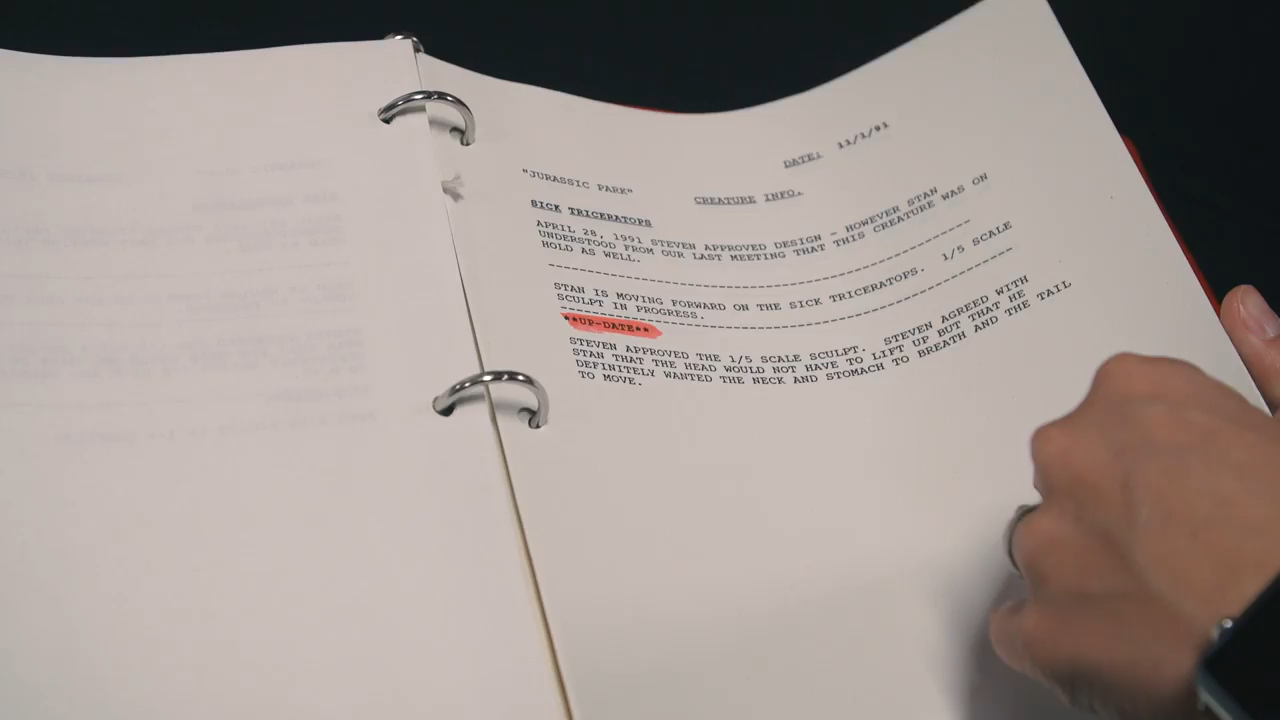 DATE: 11/1/91
"JURASSIC PARK"
CREATURE INFO.
SICK TRICERATOPS
APRIL 28, 1991 STEVEN APPROVED DESIGN - HOWEVER STAN
UNDERSTOOD FROM OUR LAST MEETING THAT THIS CREATURE WAS ON
HOLD AS WELL.
STAN IS MOVING FORWARD ON THE SICK TRICERATOPS. 1/5 SCALE
SCULPT IN PROGRESS.
**UP-DATE**
STEVEN APPROVED THE 1/5 SCALE SCULPT. STEVEN AGREED WITH
STAN THAT THE HEAD WOULD NOT HAVE TO LIFT UP BUT THAT HE
DEFINITELY WANTED THE NECK AND STOMACH TO BREATH AND THE TAIL
TO MOVE.